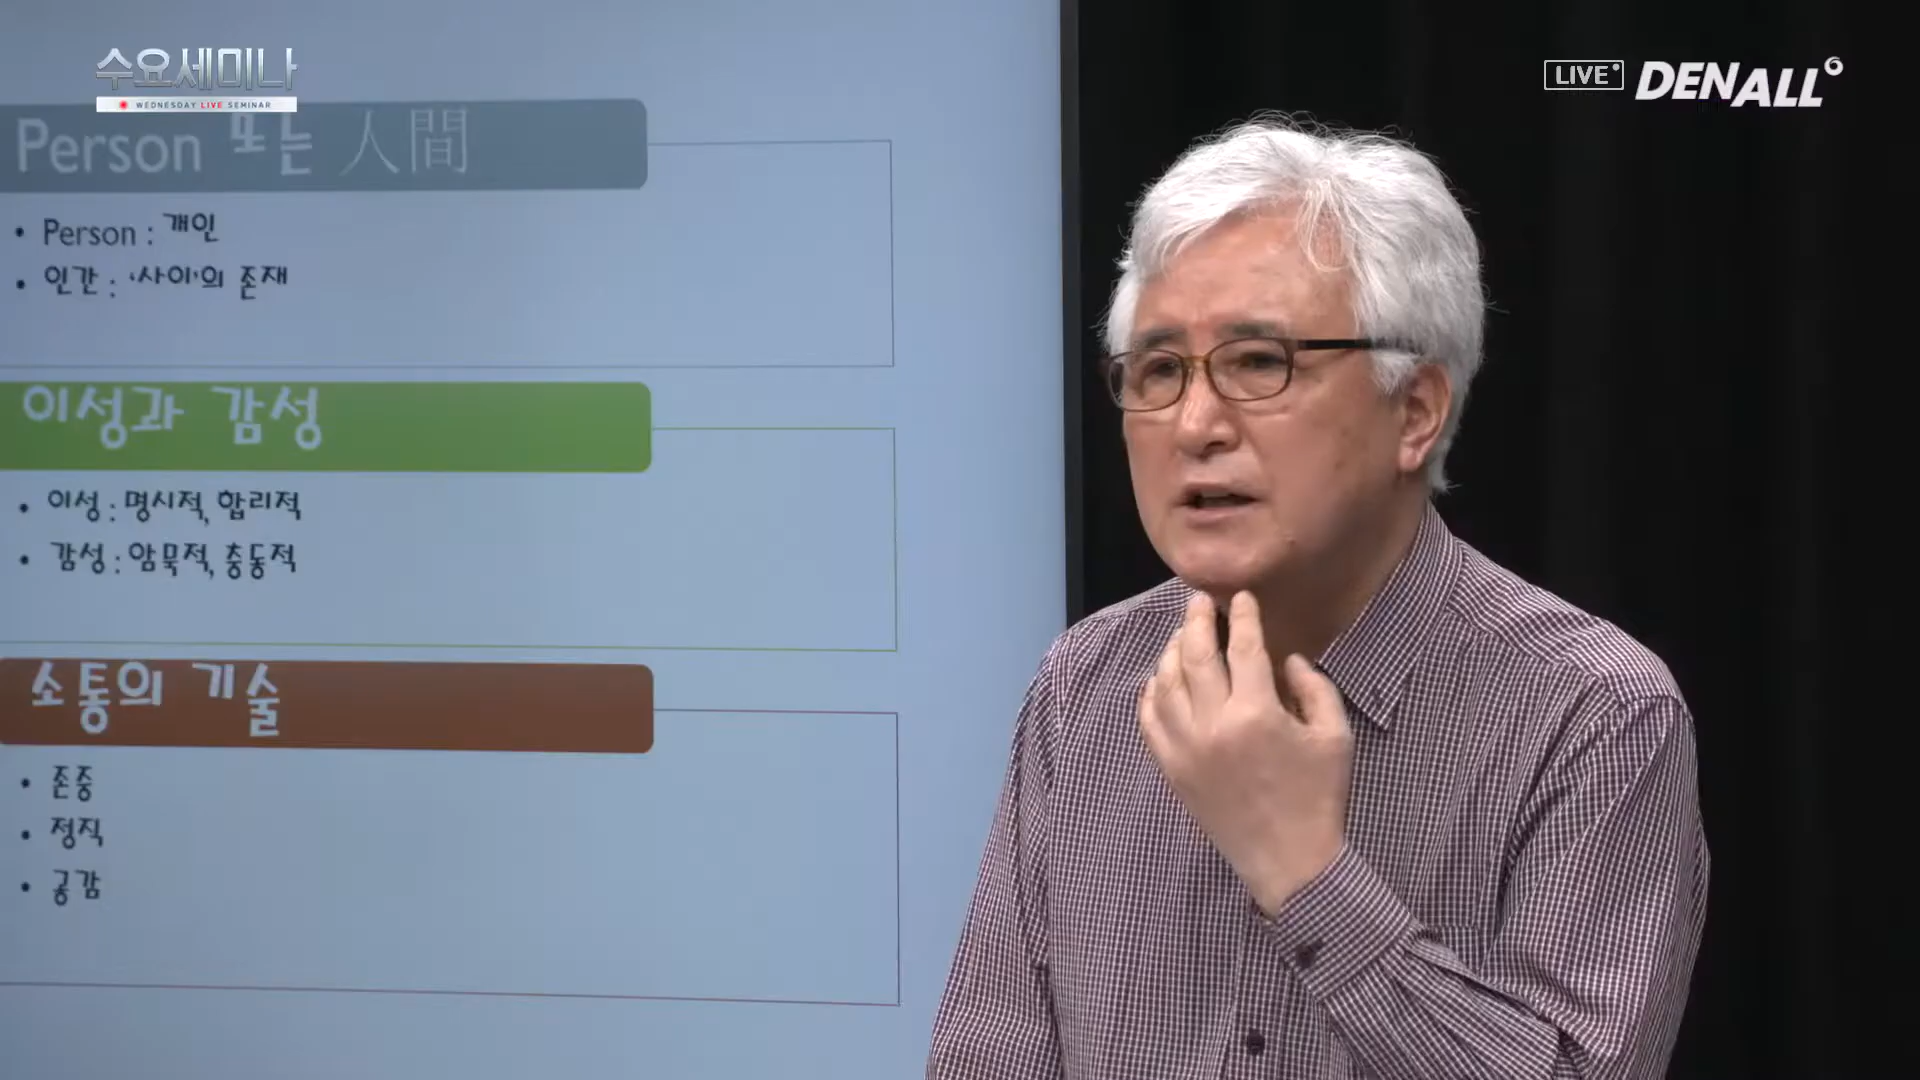 수요세미나
WEDNESDAY LIVE SEMINAR
LIVE
DENALL
Person 또는 人間
• Person : 개인
• 인간 : '사이'의 존재
이성과 감성
• 이성 : 명시적, 합리적
• 감성 : 암묵적, 충동적
소통의 기술
• 존중
• 정직
• 공감